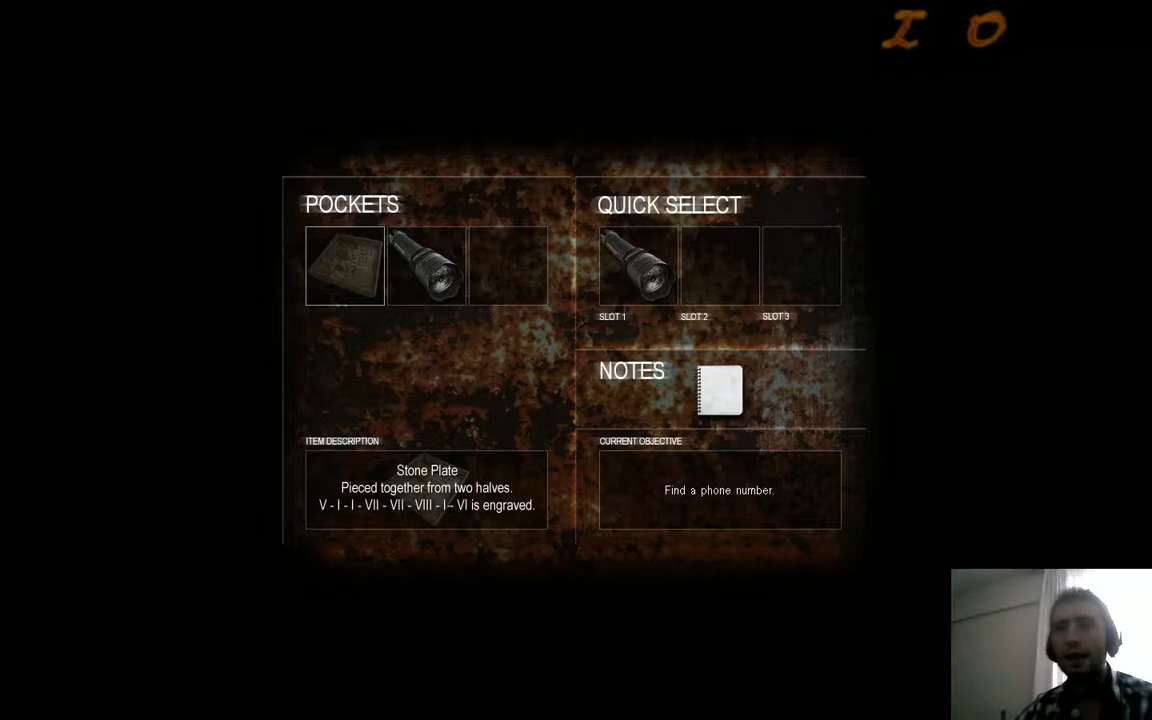 I O
POCKETS
QUICK SELECT
SLOT 1
SLOT 2
SLOT 3
NOTES
ITEM DESCRIPTION
CURRENT OBJECTIVE
Stone Plate
Pieced together from two halves.
V - I - I - VII - VII - VIII - I – VI is engraved.
Find a phone number.